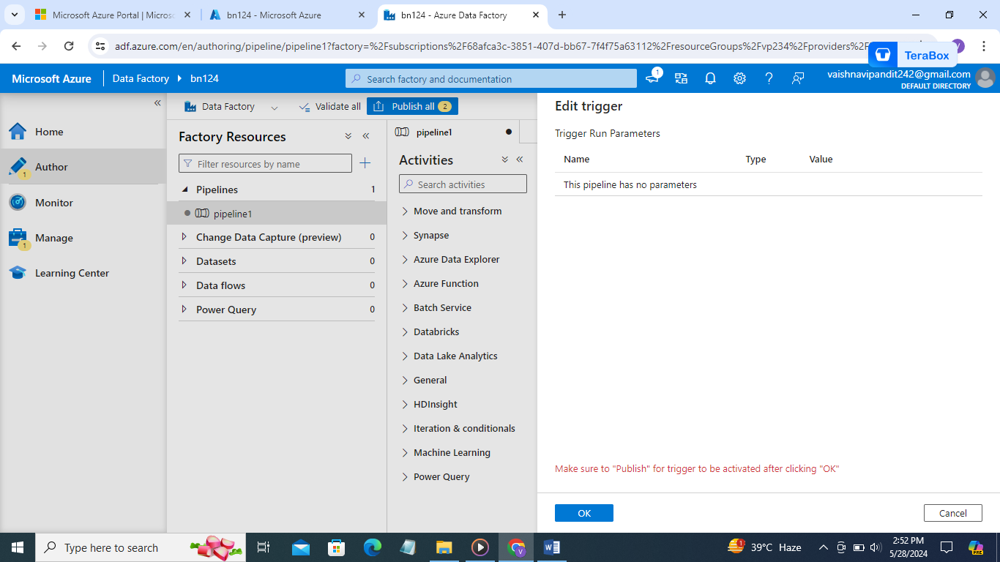 Microsoft Azure Portal | Micros
bn124 - Microsoft Azure
bn124 - Azure Data Factory
adf.azure.com/en/authoring/pipeline/pipeline1?factory=%2Fsubscriptions%2F68afca3c-3851-407d-bb67-7f4f75a63112%2FresourceGroups%2Fvp234%2Fproviders%2F
V
TeraBox
Microsoft Azure
Data Factory
bn124
Search factory and documentation
1
vaishnavipandit242@gmail.com
DEFAULT DIRECTORY
Home
Author
1
Monitor
Manage
1
Learning Center
Data Factory
Validate all
Publish all 2
Factory Resources
Filter resources by name
Pipelines 1
pipeline1
Change Data Capture (preview) 0
Datasets 0
Data flows 0
Power Query 0
pipeline1
Activities
Search activities
Move and transform
Synapse
Azure Data Explorer
Azure Function
Batch Service
Databricks
Data Lake Analytics
General
HDInsight
Iteration & conditionals
Machine Learning
Power Query
Edit trigger
Trigger Run Parameters
Name Type Value
This pipeline has no parameters
Make sure to "Publish" for trigger to be activated after clicking "OK"
OK
Cancel
Type here to search
V
W
1
39°C Haze
2:52 PM
5/28/2024
PRE